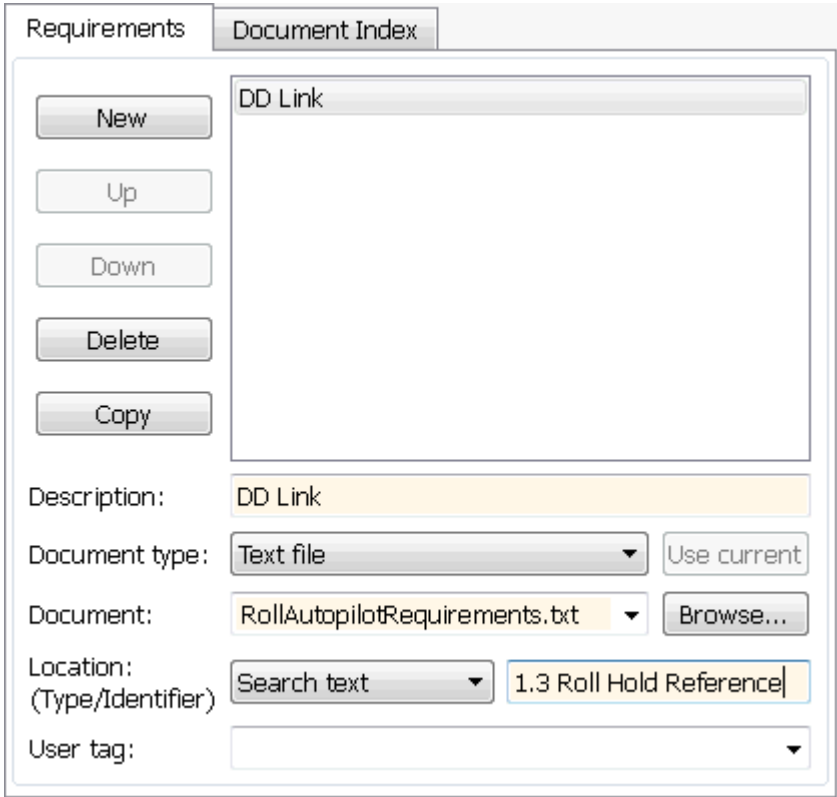 Requirements Document Index
New DD Link
Up
Down
Delete
Copy
Description: DD Link
Document type: Text file Use current
Document: RollAutopilotRequirements.txt Browse...
Location:
(Type/Identifier) Search text 1.3 Roll Hold Reference
User tag: